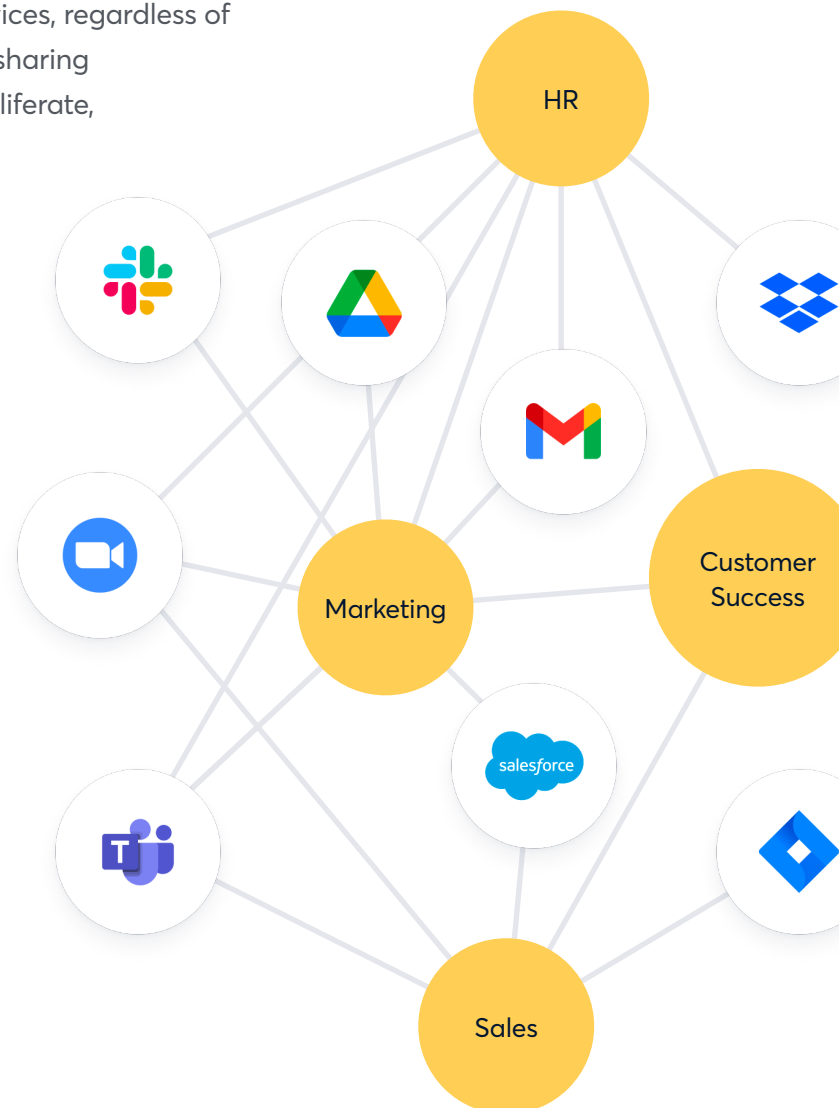 ices, regardless of
sharing
liferate,
HR
Marketing
Customer
Success
salesforce
T
Sales